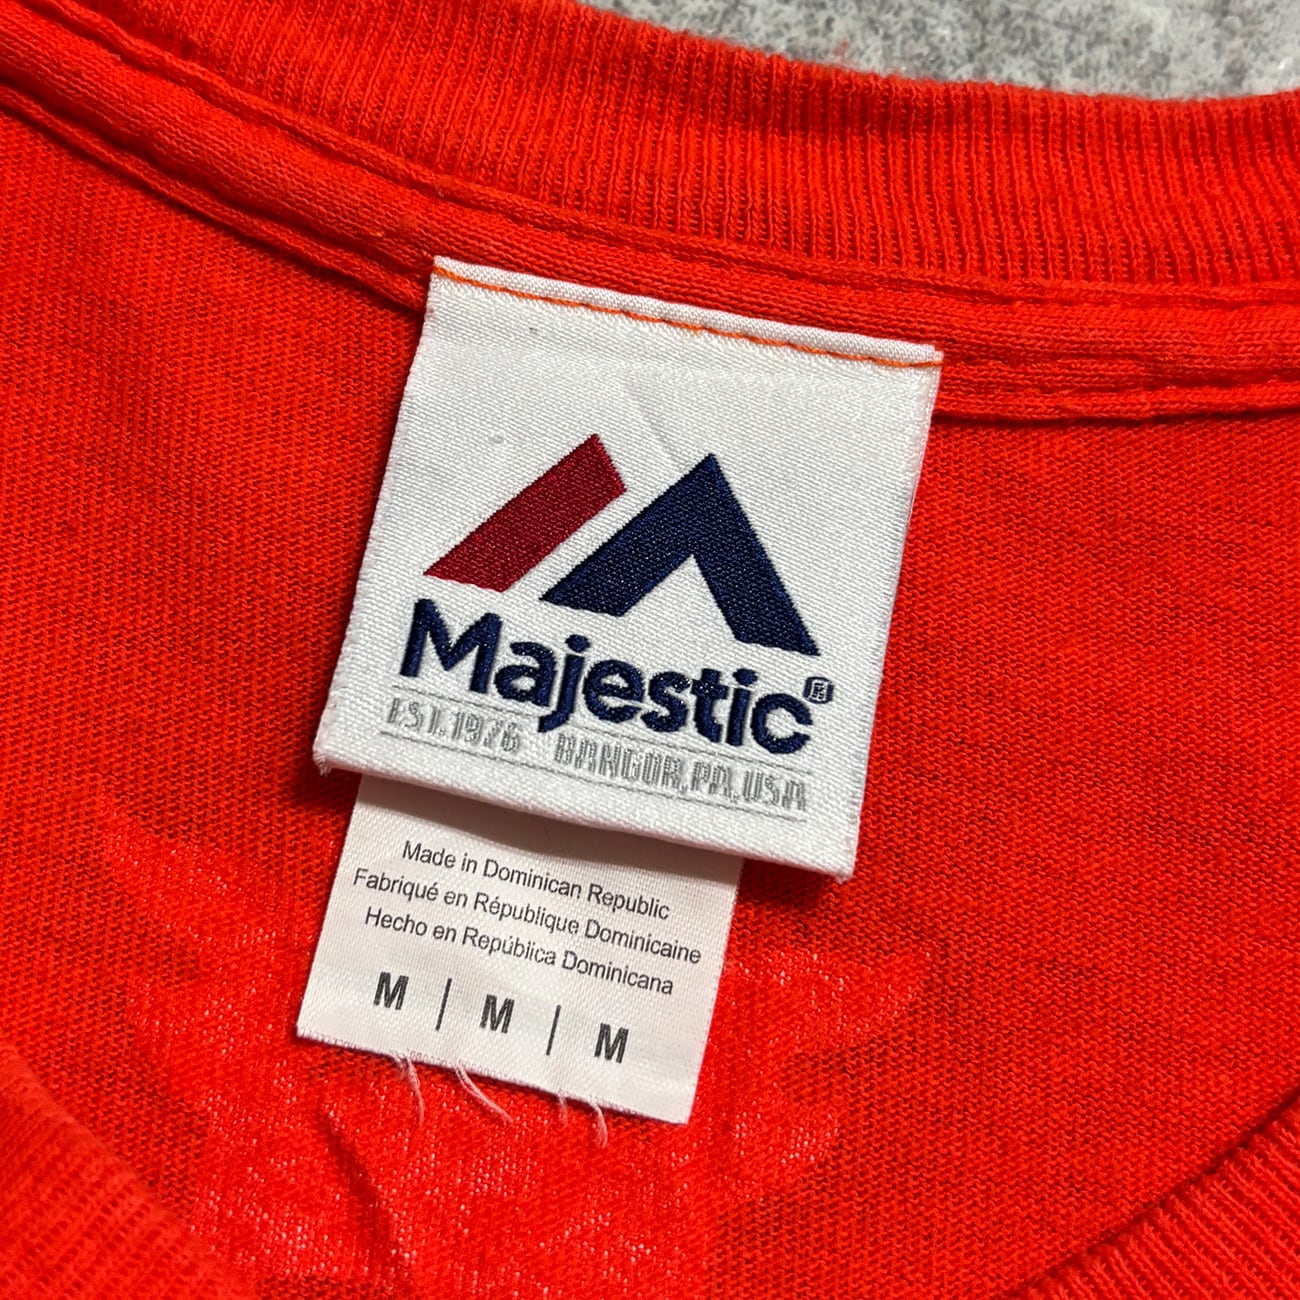 Majestic®
EST.1976 BANGOR,PA,USA
Made in Dominican Republic
Fabriqué en République Dominicaine
Hecho en República Dominicana
M | M | M